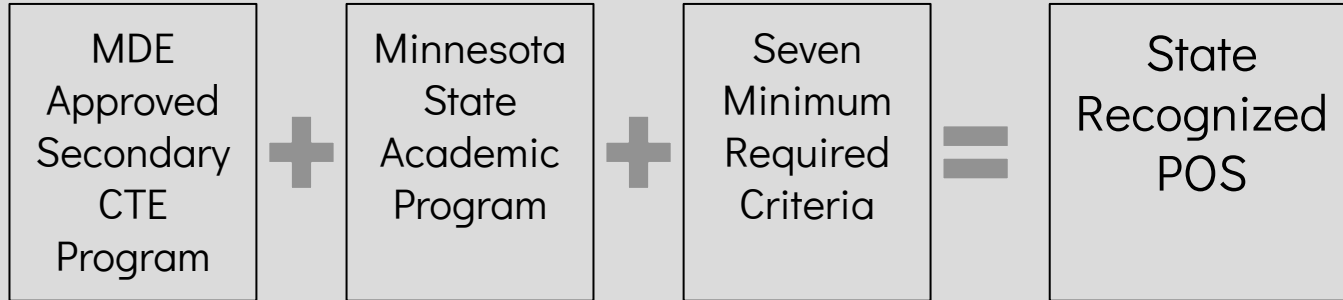 MDE
Approved
Secondary
CTE
Program
Minnesota
State
Academic
Program
Seven
Minimum
Required
Criteria
State
Recognized
POS